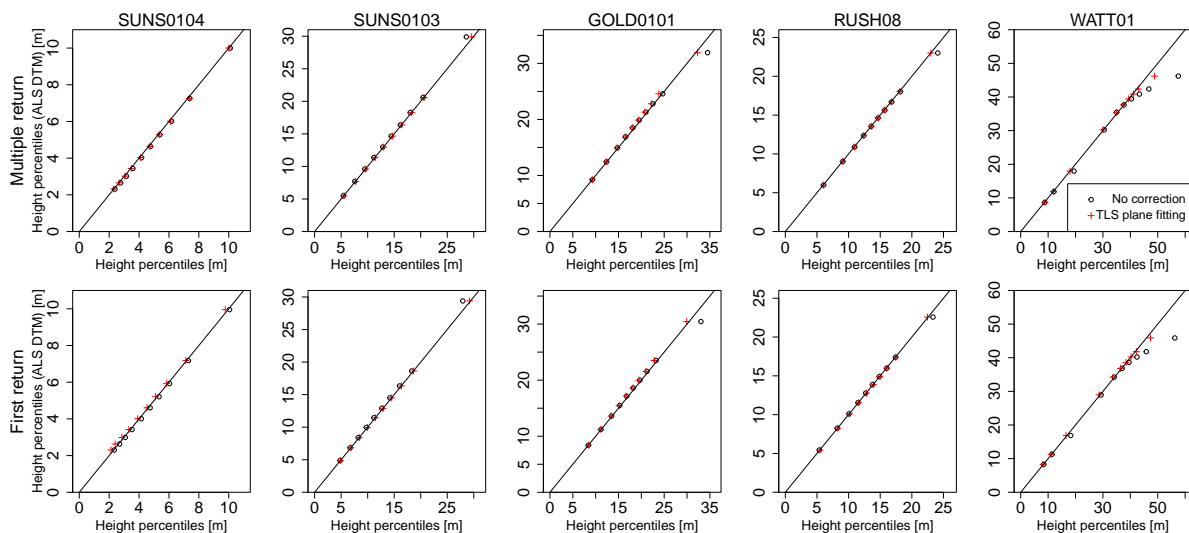 SUNS0104 SUNS0103 GOLD0101 RUSH08 WATT01
Multiple return
Height percentiles (ALS DTM) [m]
0 2 4 6 8 10
0 2 4 6 8 10
Height percentiles [m]
0 5 10 15 20 25 30
0 5 10 15 20 25
Height percentiles [m]
0 10 20 30
0 5 10 15 20 25 30 35
Height percentiles [m]
0 5 10 15 20 25
0 5 10 15 20 25
Height percentiles [m]
0 10 20 30 40 50 60
0 10 20 30 40 50
Height percentiles [m]
No correction
TLS plane fitting
First return
Height percentiles (ALS DTM) [m]
0 2 4 6 8 10
0 2 4 6 8 10
Height percentiles [m]
0 5 10 15 20 25 30
0 5 10 15 20 25
Height percentiles [m]
0 10 20 30
0 5 10 15 20 25 30 35
Height percentiles [m]
0 5 10 15 20 25
0 5 10 15 20 25
Height percentiles [m]
0 10 20 30 40 50 60
0 10 20 30 40 50
Height percentiles [m]